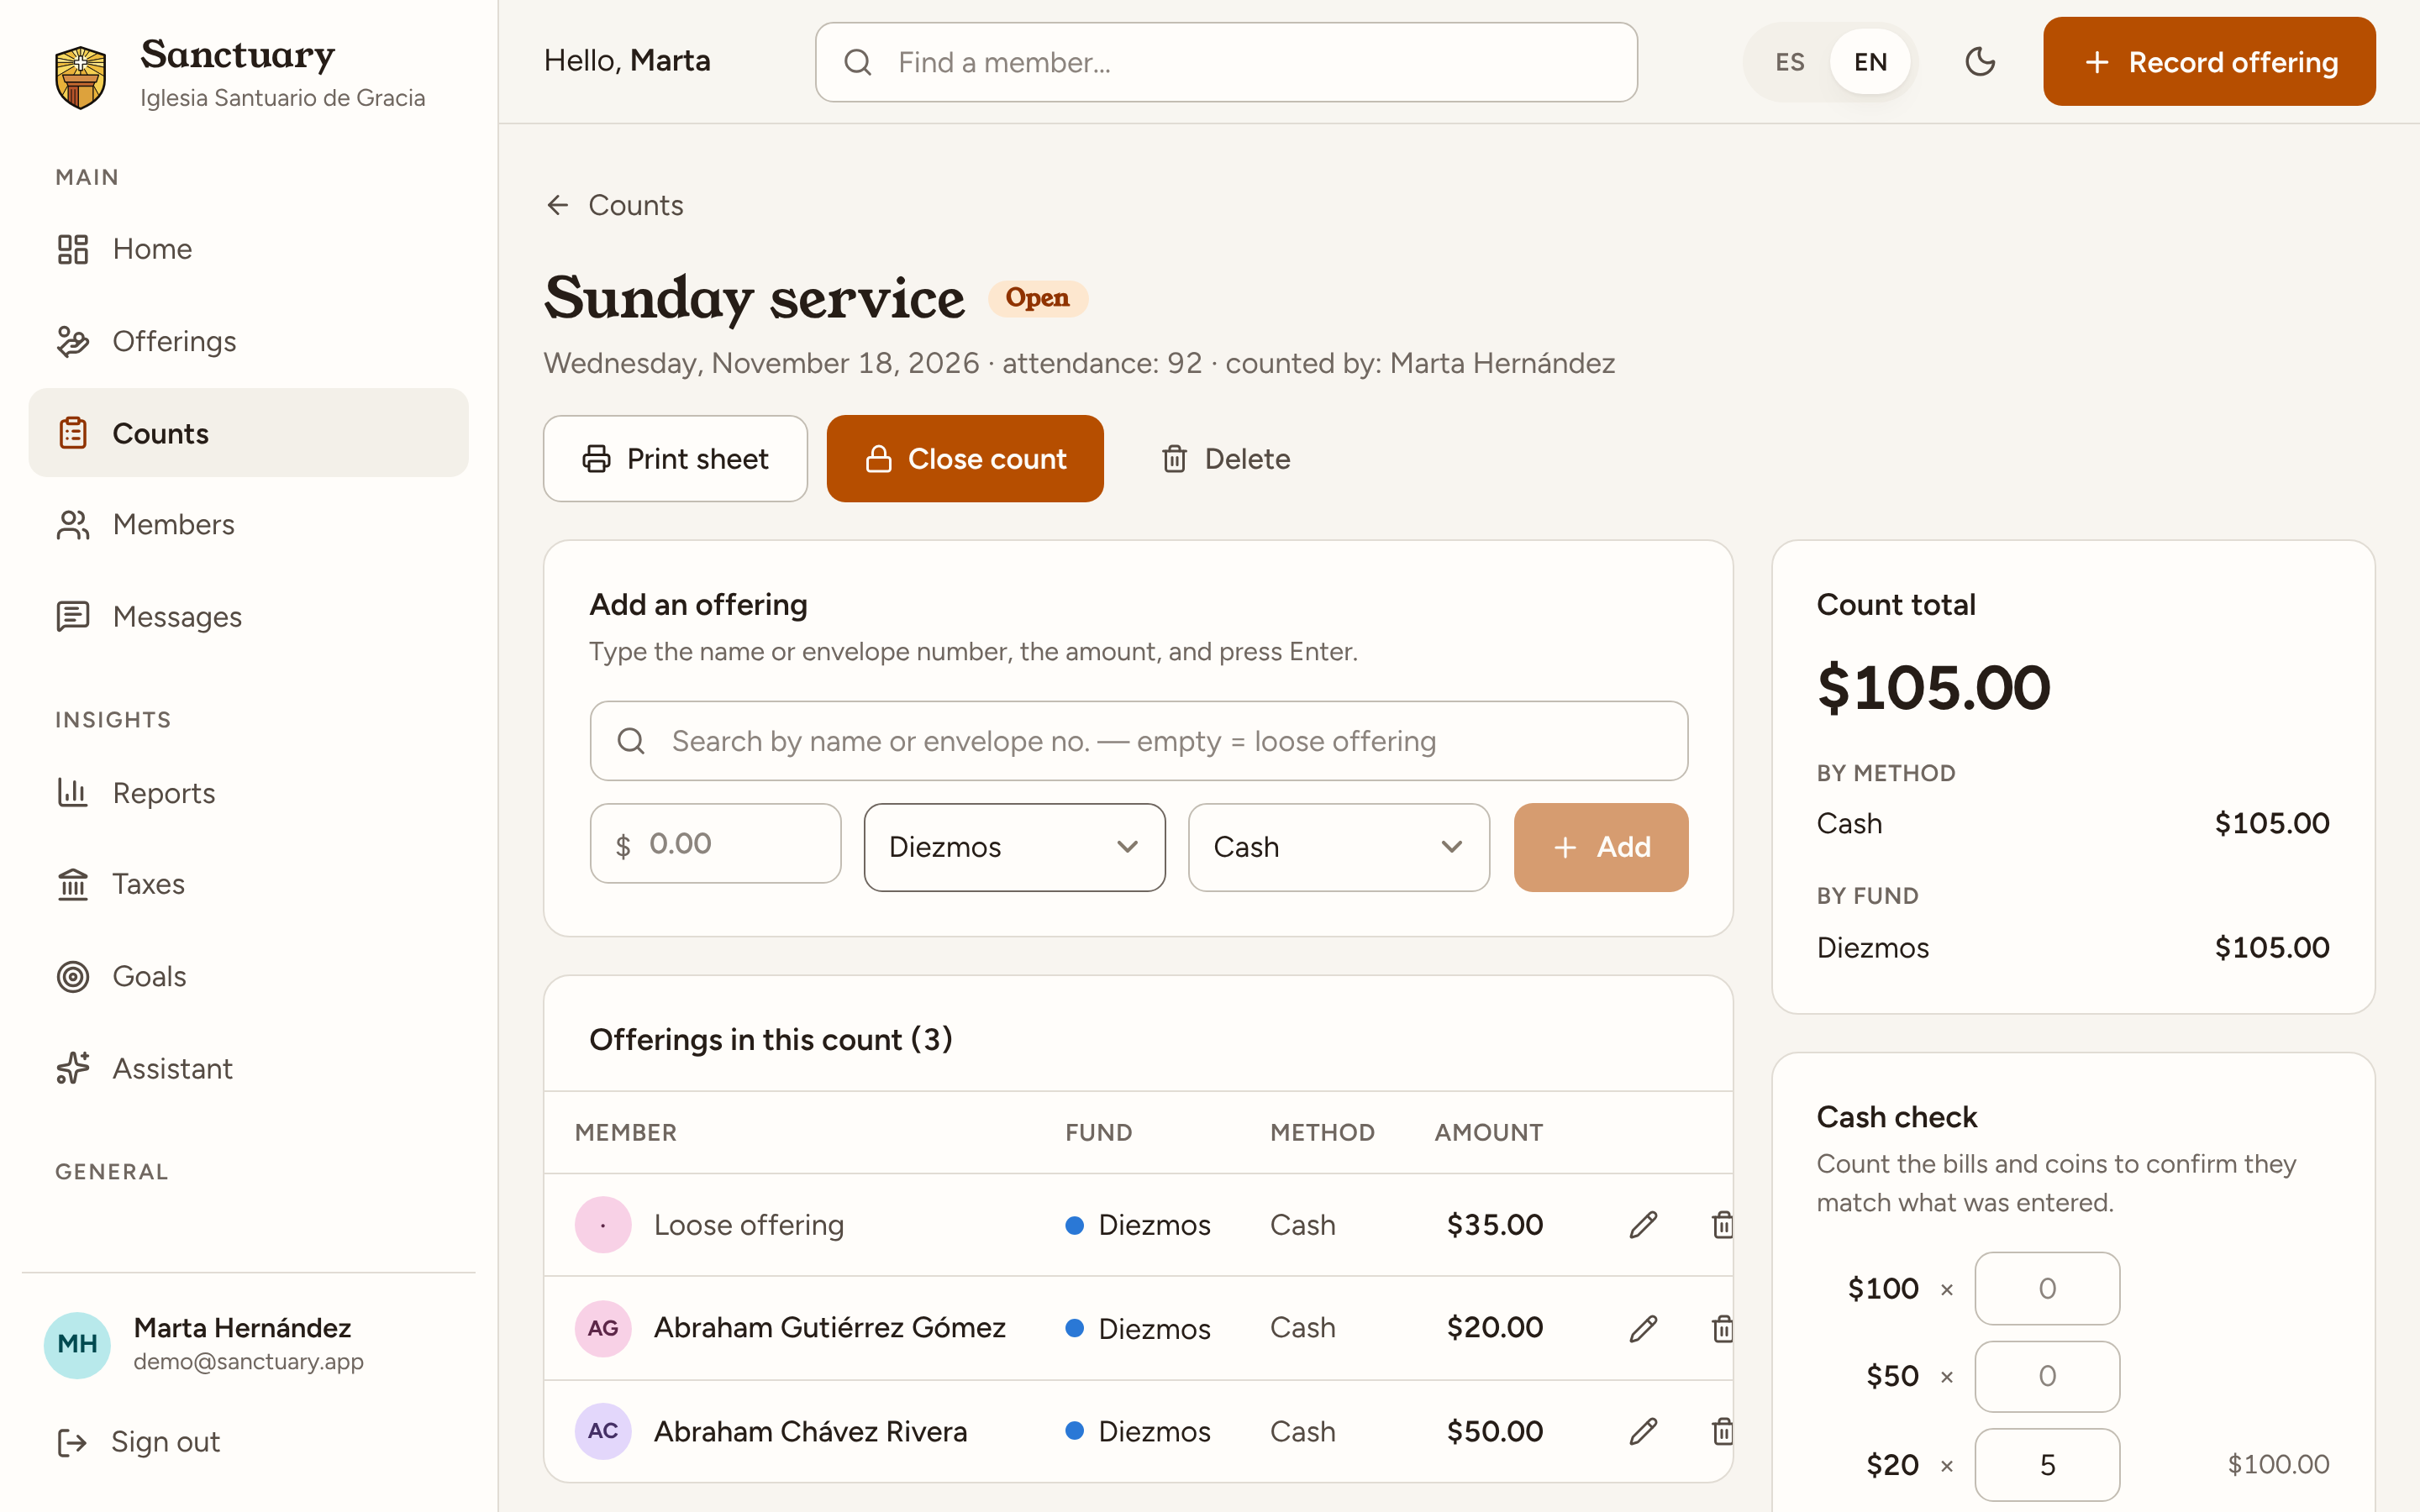 Sanctuary
Iglesia Santuario de Gracia
MAIN
Home
Offerings
Counts
Members
Messages
INSIGHTS
Reports
Taxes
Goals
Assistant
GENERAL
MH
Marta Hernández
demo@sanctuary.app
Sign out
Hello, Marta
Find a member...
ES
EN
Record offering
Counts
Sunday service
Open
Wednesday, November 18, 2026 · attendance: 92 · counted by: Marta Hernández
Print sheet
Close count
Delete
Add an offering
Type the name or envelope number, the amount, and press Enter.
Search by name or envelope no. — empty = loose offering
$ 0.00
Diezmos
Cash
Add
Offerings in this count (3)
MEMBER FUND METHOD AMOUNT
· Loose offering Diezmos Cash $35.00
AG Abraham Gutiérrez Gómez Diezmos Cash $20.00
AC Abraham Chávez Rivera Diezmos Cash $50.00
Count total
$105.00
BY METHOD
Cash $105.00
BY FUND
Diezmos $105.00
Cash check
Count the bills and coins to confirm they
match what was entered.
$100 × 0
$50 × 0
$20 × 5 $100.00